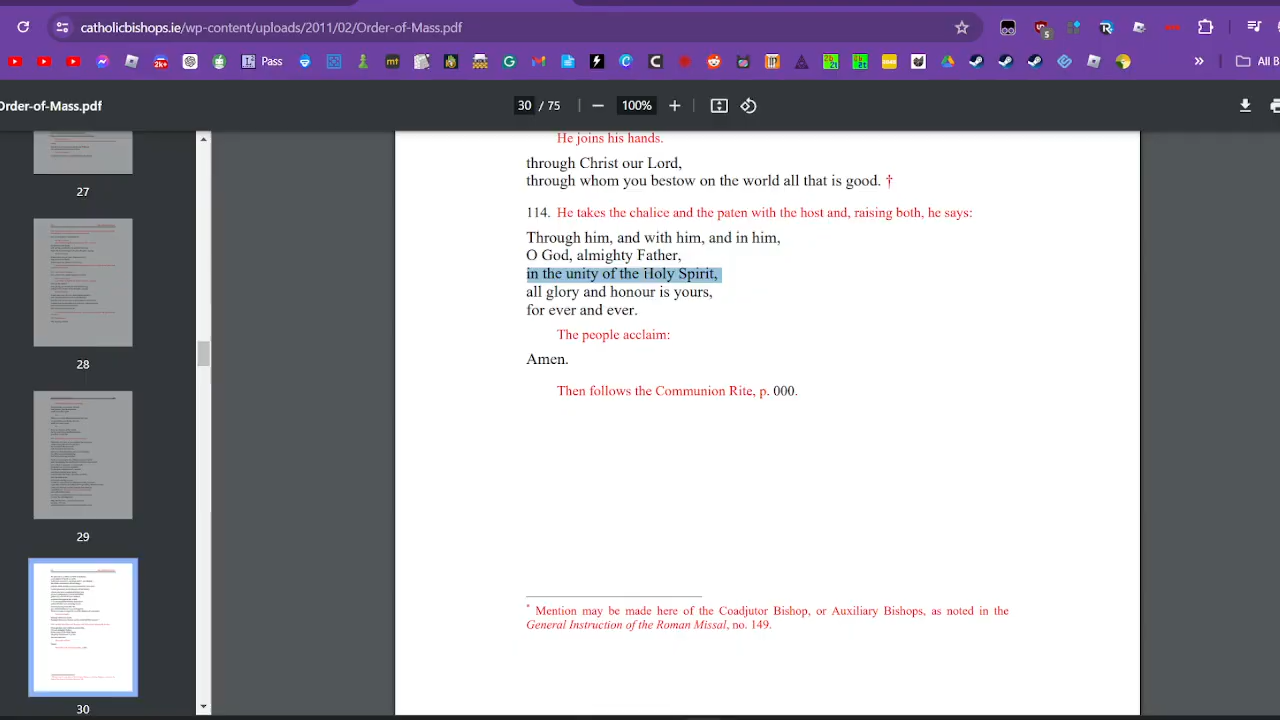 catholicbishops.ie/wp-content/uploads/2011/02/Order-of-Mass.pdf
Pass
All B
Order-of-Mass.pdf
30 / 75
100%
He joins his hands.
through Christ our Lord,
through whom you bestow on the world all that is good. †
114. He takes the chalice and the paten with the host and, raising both, he says:
Through him, and with him, and in him,
O God, almighty Father,
in the unity of the Holy Spirit,
all glory and honour is yours,
for ever and ever.
The people acclaim:
Amen.
Then follows the Communion Rite, p. 000.
* Mention may be made here of the Coadjutor Bishop, or Auxiliary Bishops, as noted in the
General Instruction of the Roman Missal, no. 149.
27
28
29
30